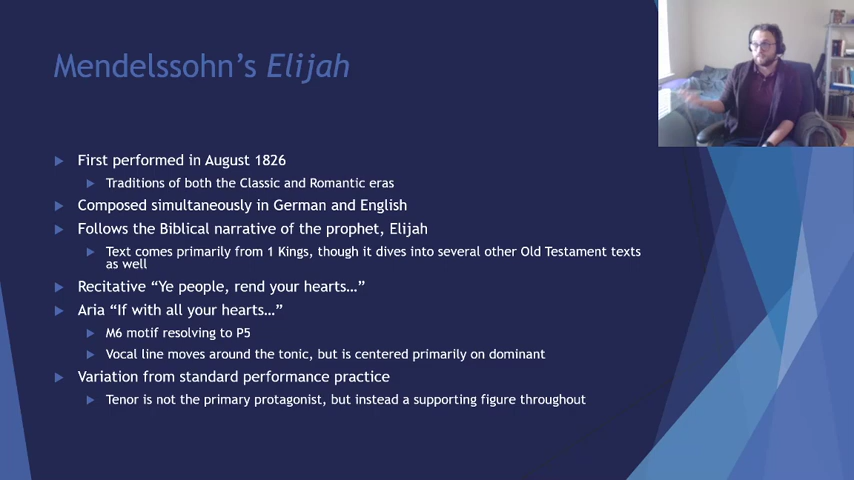 Mendelssohn's Elijah
First performed in August 1826
Traditions of both the Classic and Romantic eras
Composed simultaneously in German and English
Follows the Biblical narrative of the prophet, Elijah
Text comes primarily from 1 Kings, though it dives into several other Old Testament texts
as well
Recitative “Ye people, rend your hearts…”
Aria “If with all your hearts…”
M6 motif resolving to P5
Vocal line moves around the tonic, but is centered primarily on dominant
Variation from standard performance practice
Tenor is not the primary protagonist, but instead a supporting figure throughout